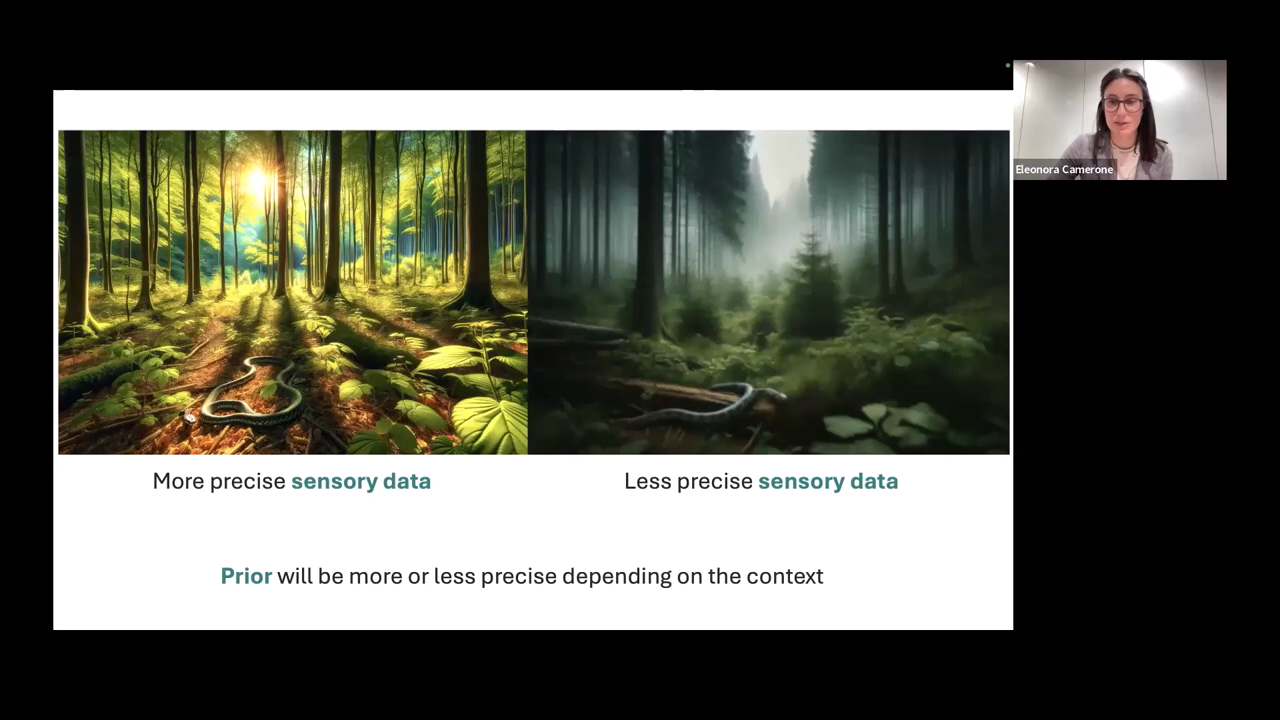 Eleonora Camerone
More precise sensory data
Less precise sensory data
Prior will be more or less precise depending on the context